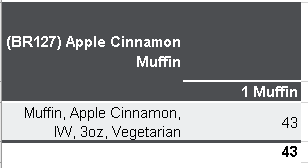 (BR127) Apple Cinnamon
Muffin
1 Muffin
Muffin, Apple Cinnamon,
IW, 3oz, Vegetarian
43
43